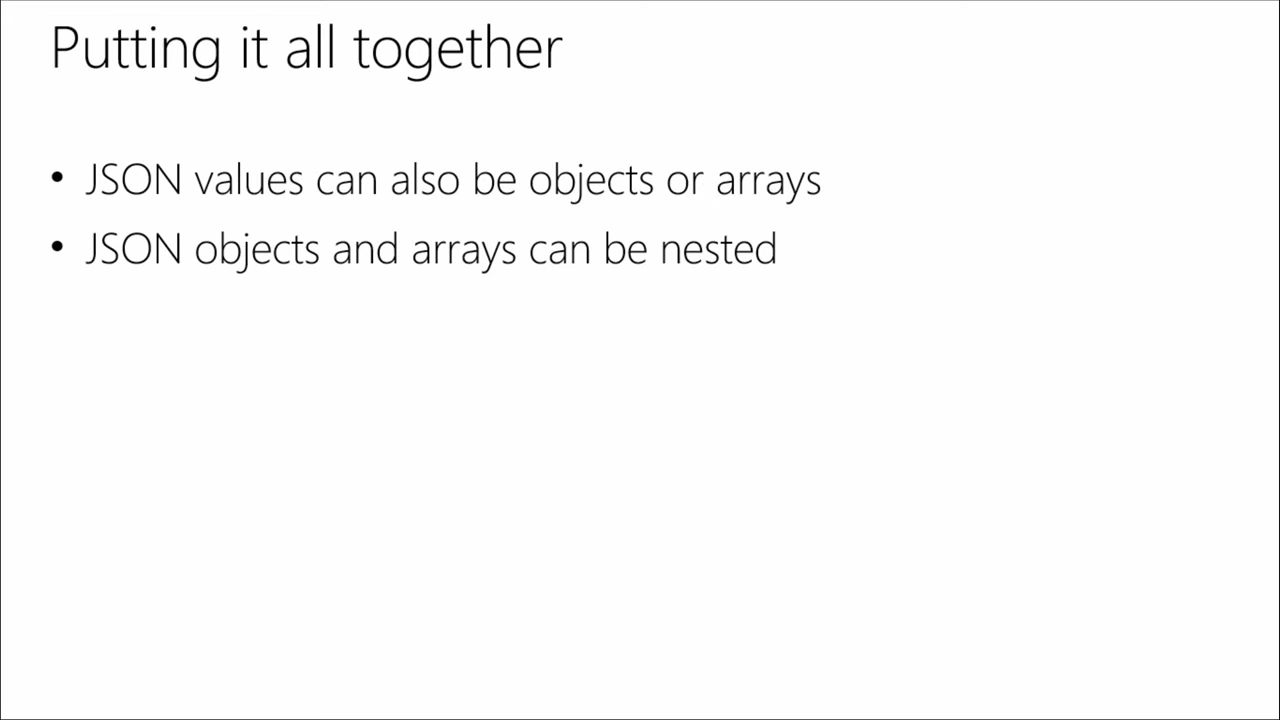 Putting it all together
• JSON values can also be objects or arrays
• JSON objects and arrays can be nested